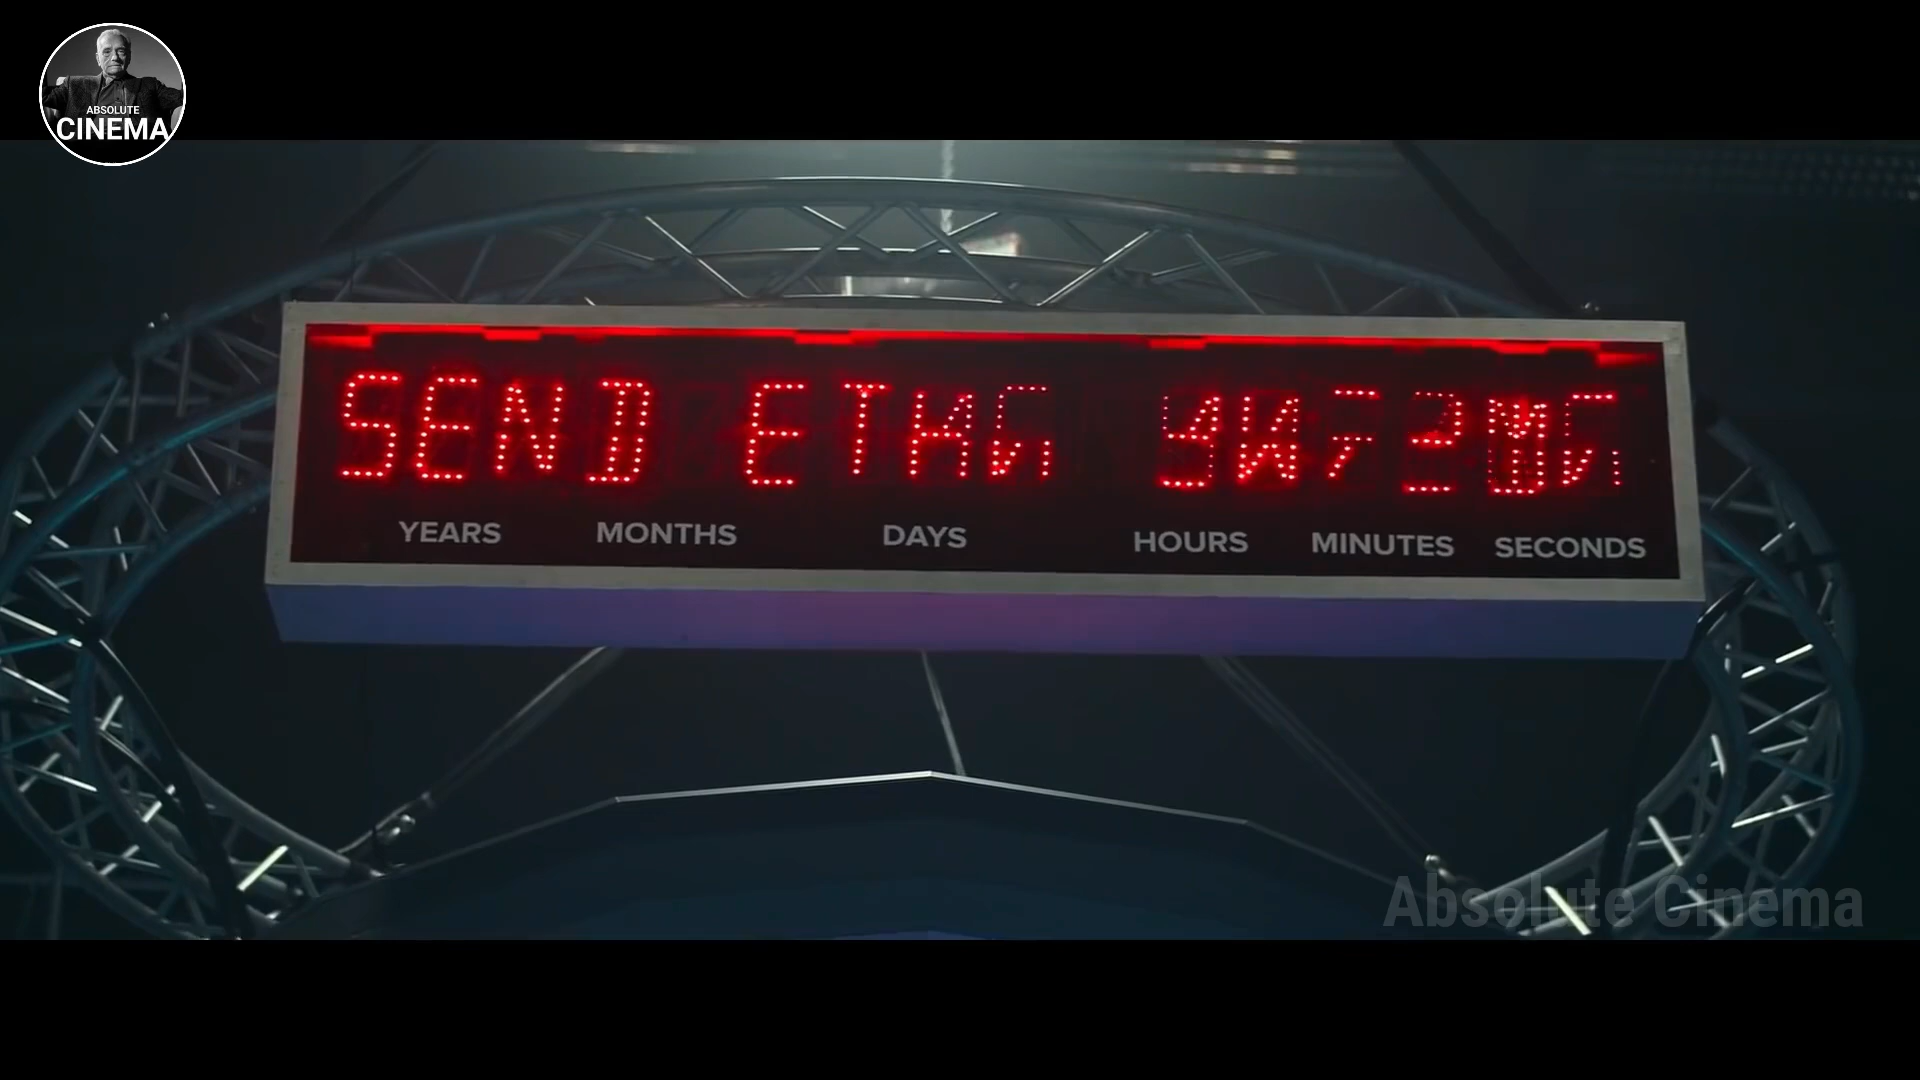 ABSOLUTE
CINEMA
SEND
YEARS MONTHS DAYS HOURS MINUTES SECONDS
Absolute Cinema